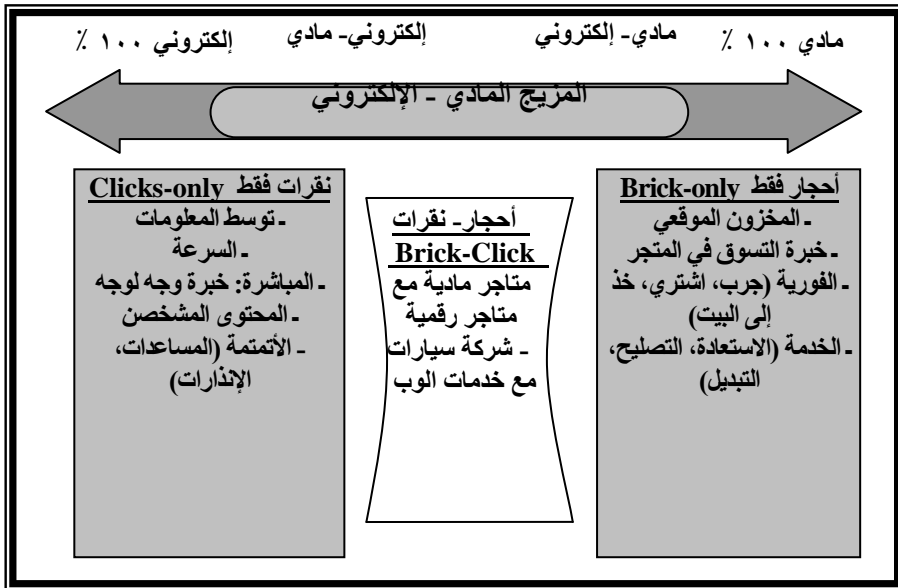 مادي ١٠٠ ٪
مادي- إلكتروني
إلكتروني- مادي
إلكتروني ١٠٠ ٪
المزيج المادي - الإلكتروني
أحجار فقط Brick-only
- المخزون الموقعي
- خبرة التسوق في المتجر
- الفورية (جرب، اشتري، خذ
إلى البيت)
- الخدمة (الاستعادة، التصليح،
التبديل)
أحجار- نقرات
Brick-Click
متاجر مادية مع
متاجر رقمية
- شركة سيارات
مع خدمات الوب
نقرات فقط Clicks-only
- توسط المعلومات
- السرعة
- المباشرة: خبرة وجه لوجه
- المحتوى المشخصن
- الأتمتمة (المساعدات،
الإنذارات)